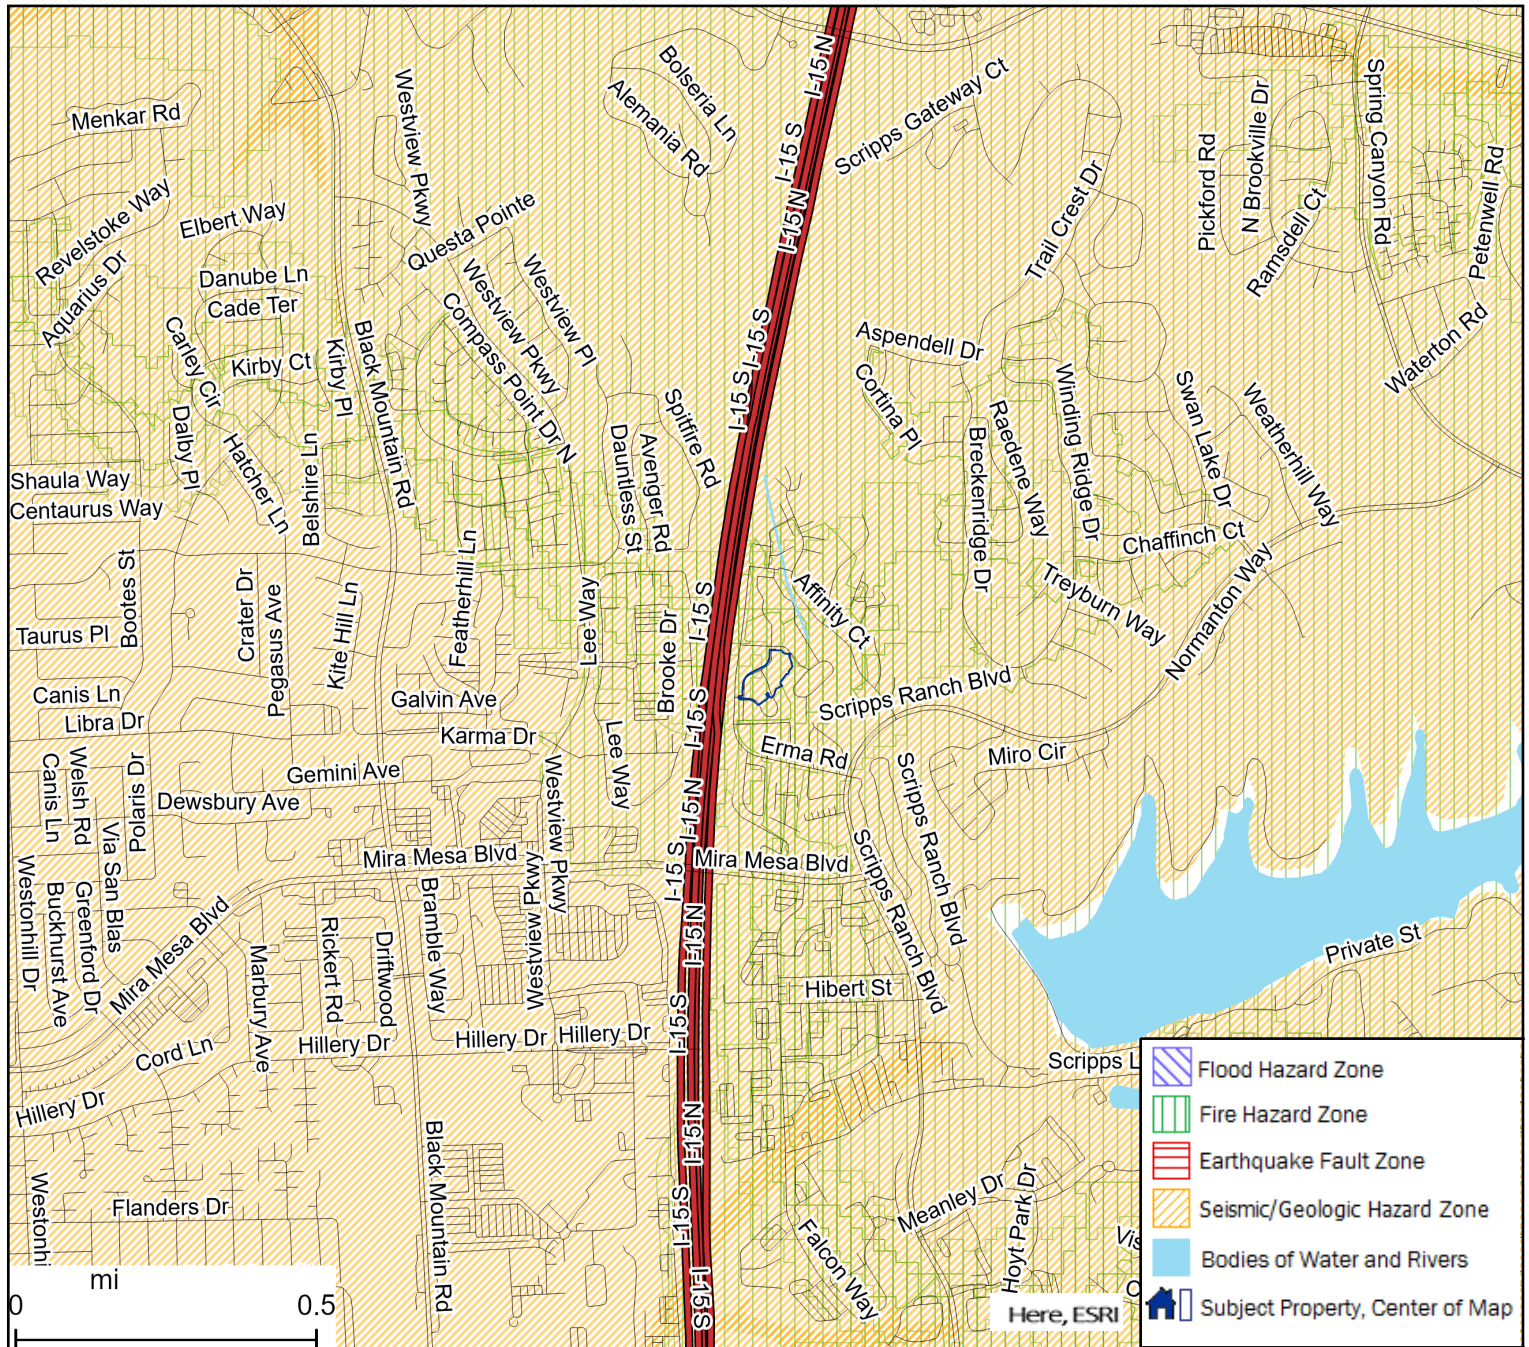 I-15 N
Bolseria Ln
Alemania Rd
Scripps Gateway Ct
Westview Pkwy
Menkar Rd
Spring Canyon Rd
N Brookville Dr
Pickford Rd
Petenwell Rd
I-15 S
Trail Crest Dr
Ramsdell Ct
Revelstoke Way
Elbert Way
Questa Pointe
I-15 N
Aquarius Dr
Danube Ln
Cade Ter
Westview Pl
Westview Pkwy
Compass Point Dr N
Carley Cir
Kirby Ct
Kirby Pl
Black Mountain Rd
I-15 S
I-15 S
Aspendell Dr
Cortina Pl
Waterton Rd
Winding Ridge Dr
Swan Lake Dr
Weatherhill Way
Raedene Way
Breckenridge Dr
Spitfire Rd
Avenger Rd
Dauntless St
Dalby Pl
Hatcher Ln
Belshire Ln
Shaula Way
Centaurus Way
Chaffinch Ct
Treyburn Way
Normanton Way
Bootes St
Crater Dr
Pegasus Ave
Kite Hill Ln
Featherhill Ln
Lee Way
Brooke Dr
I-15 S
Affinity Ct
Taurus Pl
Canis Ln
Libra Dr
Galvin Ave
Karma Dr
I-15 S
Scripps Ranch Blvd
Erma Rd
Miro Cir
Canis Ln
Welsh Rd
Polaris Dr
Gemini Ave
Dewsbury Ave
Lee Way
Westview Pkwy
I-15 N
Scripps Ranch Blvd
Via San Blas
Mira Mesa Blvd
I-15 S
Mira Mesa Blvd
Scripps Ranch Blvd
Westonhill Dr
Buckhurst Ave
Greenford Dr
Mira Mesa Blvd
Marbury Ave
Rickert Rd
Driftwood
Bramble Way
Westview Pkwy
I-15 N
Hibert St
Private St
I-15 S
Cord Ln
Hillery Dr
Hillery Dr
Hillery Dr
Hillery Dr
Scripps L
I-15 N
Black Mountain Rd
Westonhi
Flanders Dr
I-15 S
Falcon Way
Meanley Dr
Hoyt Park Dr
Vis
C
I-15 S
mi
0 0.5
Here, ESRI
Flood Hazard Zone
Fire Hazard Zone
Earthquake Fault Zone
Seismic/Geologic Hazard Zone
Bodies of Water and Rivers
Subject Property, Center of Map